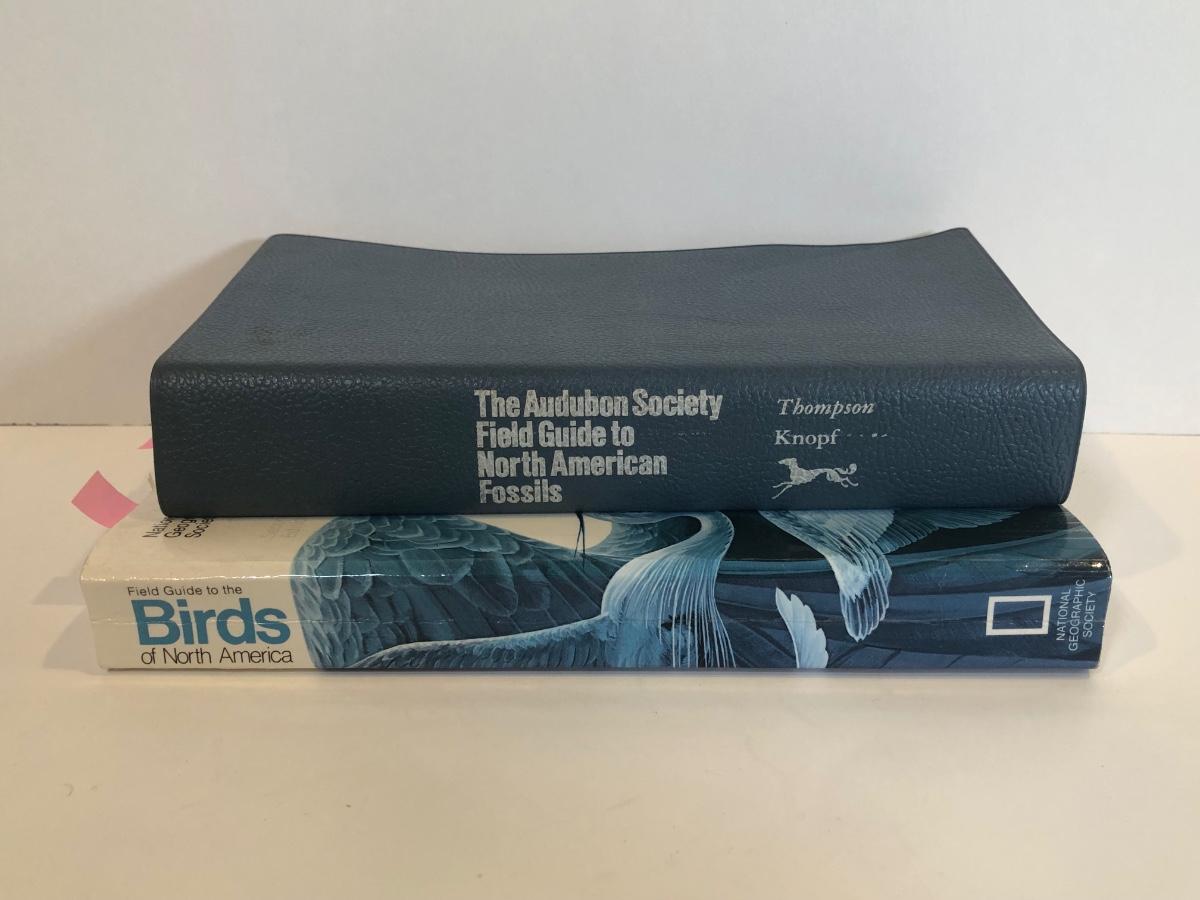 The Audubon Society
Field Guide to
North American
Fossils
Thompson
Knopf
Field Guide to the
Birds
of North America
NATIONAL
GEOGRAPHIC
SOCIETY